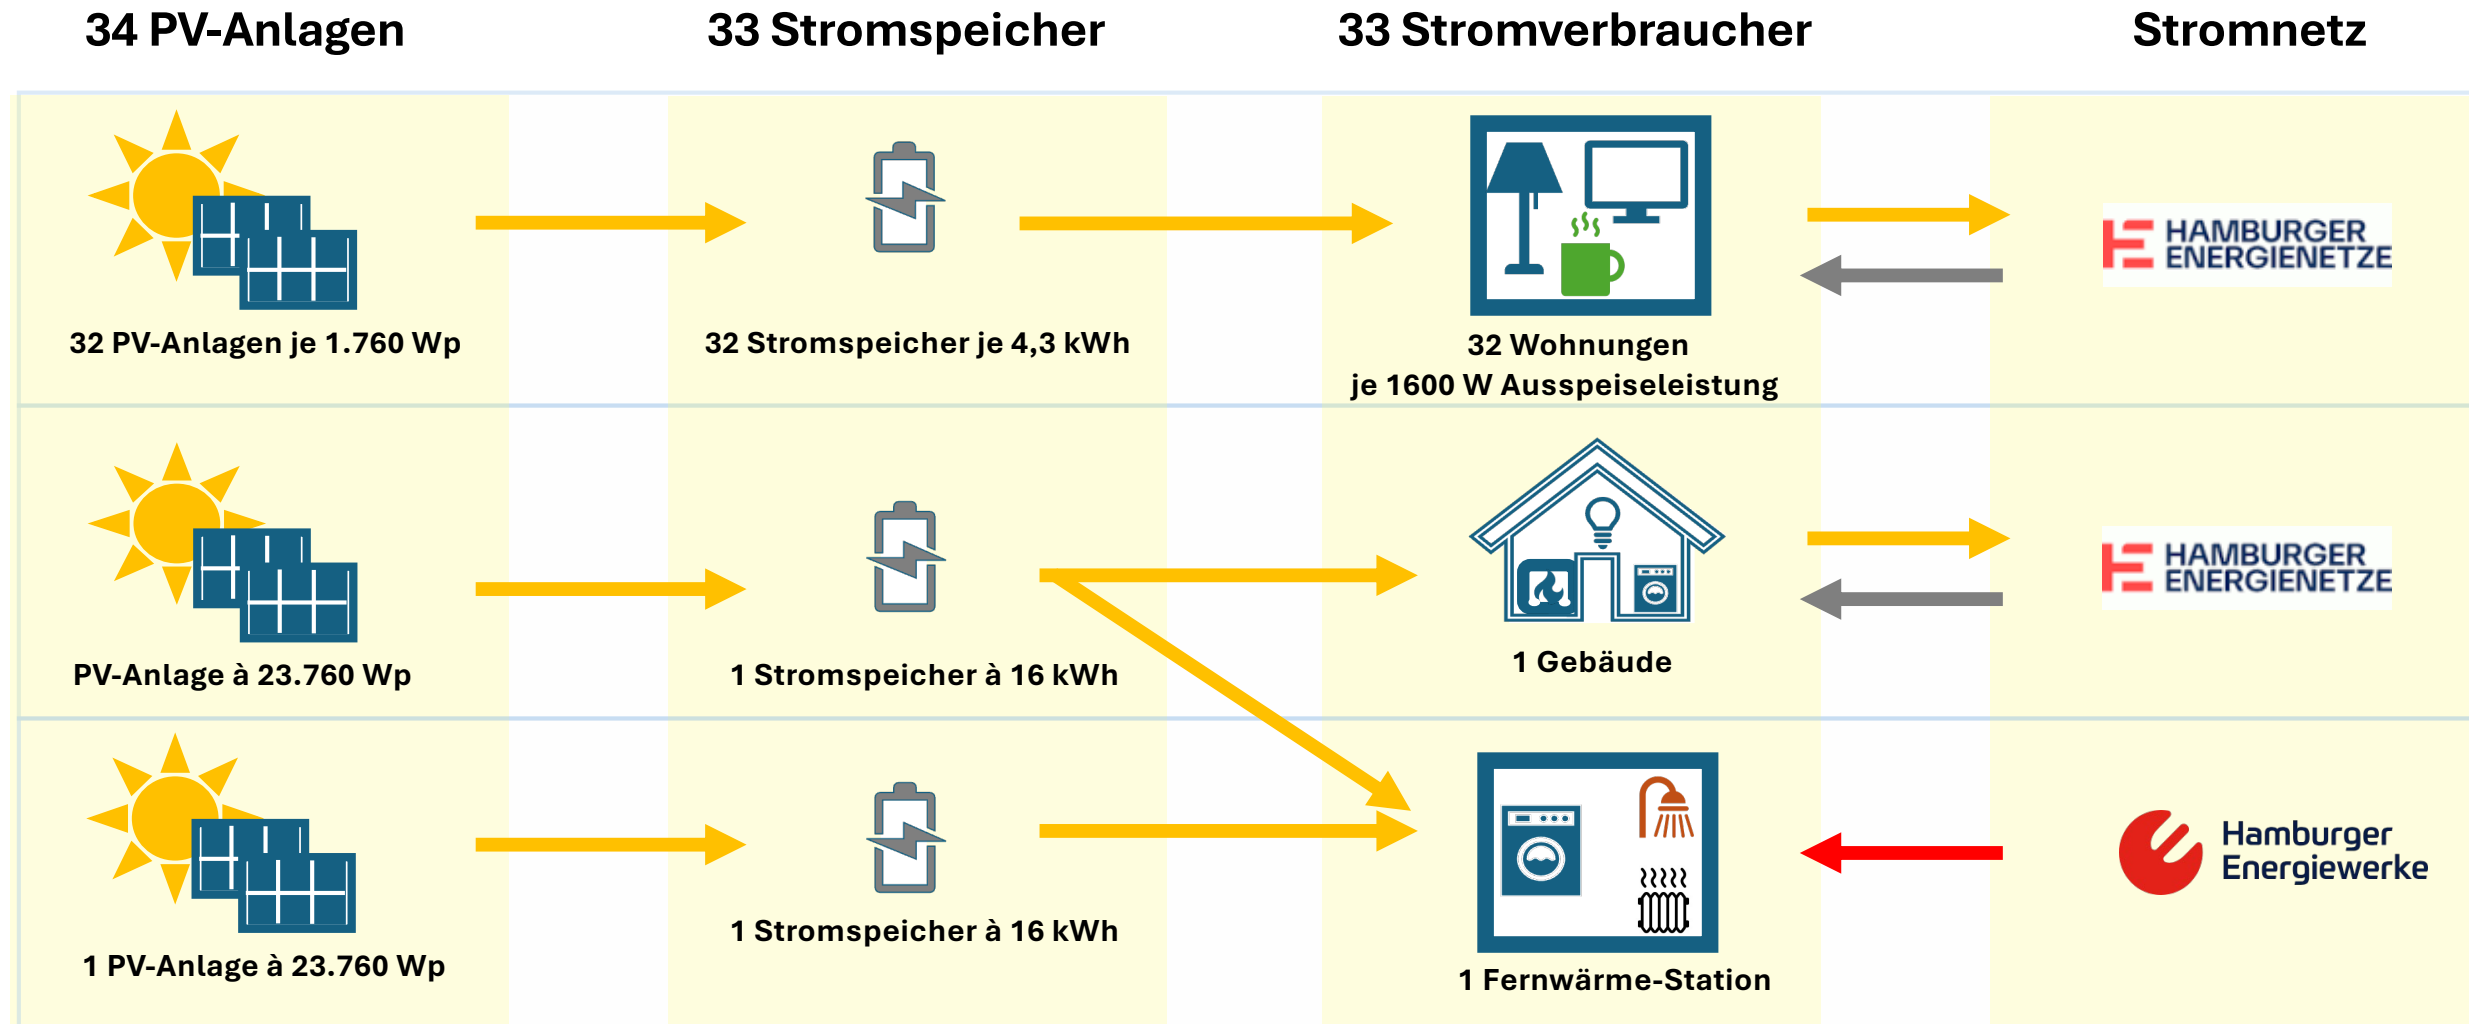 34 PV-Anlagen
33 Stromspeicher
33 Stromverbraucher
Stromnetz
32 PV-Anlagen je 1.760 Wp
32 Stromspeicher je 4,3 kWh
32 Wohnungen
je 1600 W Ausspeiseleistung
HAMBURGER
ENERGIENETZE
PV-Anlage à 23.760 Wp
1 Stromspeicher à 16 kWh
1 Gebäude
HAMBURGER
ENERGIENETZE
1 PV-Anlage à 23.760 Wp
1 Stromspeicher à 16 kWh
1 Fernwärme-Station
Hamburger
Energiewerke